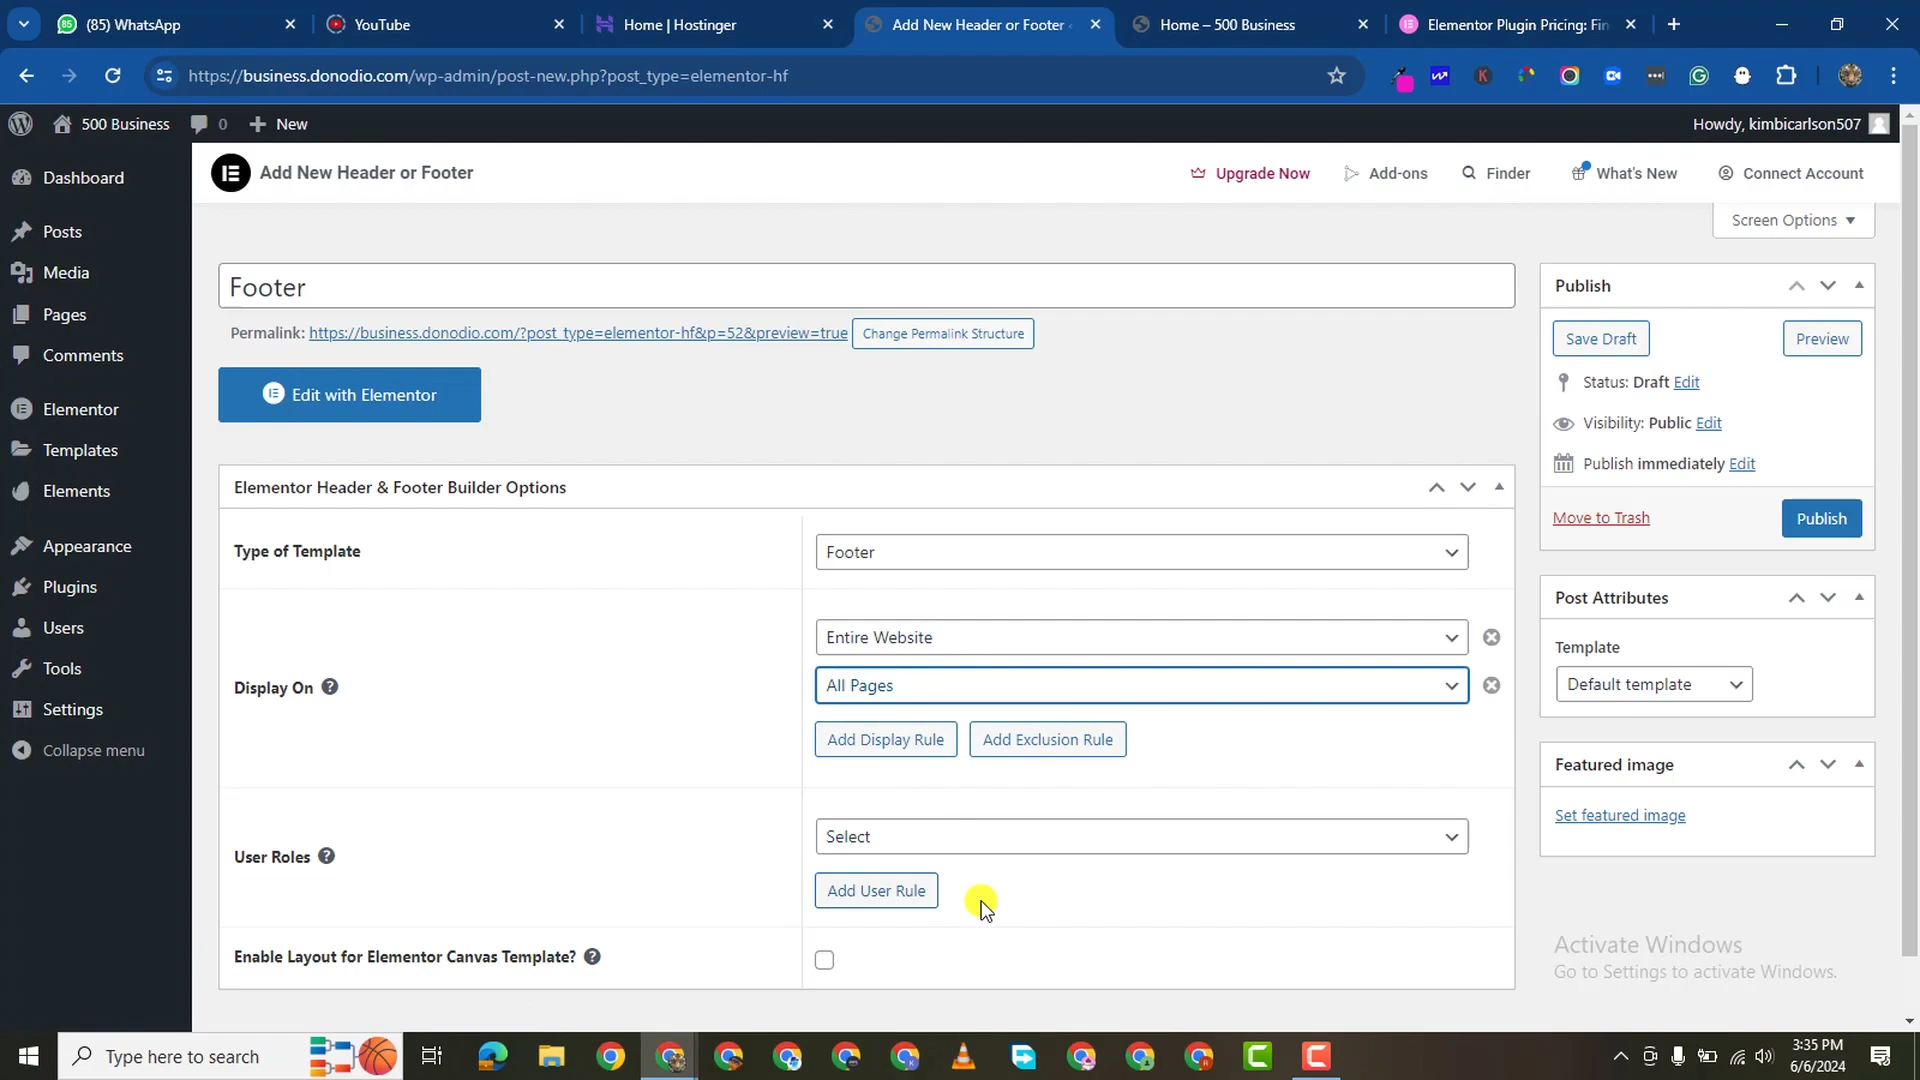 (85) WhatsApp
YouTube
Home | Hostinger
Add New Header or Footer
Home – 500 Business
Elementor Plugin Pricing: Fin
https://business.donodio.com/wp-admin/post-new.php?post_type=elementor-hf
500 Business
0
New
Howdy, kimbicarlson507
Dashboard
Posts
Media
Pages
Comments
Elementor
Templates
Elements
Appearance
Plugins
Users
Tools
Settings
Collapse menu
Add New Header or Footer
Upgrade Now
Add-ons
Finder
What's New
Connect Account
Screen Options
Footer
Permalink: https://business.donodio.com/?post_type=elementor-hf&p=52&preview=true
Change Permalink Structure
Edit with Elementor
Elementor Header & Footer Builder Options
Type of Template
Footer
Display On
Entire Website
All Pages
Add Display Rule
Add Exclusion Rule
User Roles
Select
Add User Rule
Enable Layout for Elementor Canvas Template?
Publish
Save Draft
Preview
Status: Draft Edit
Visibility: Public Edit
Publish immediately Edit
Move to Trash
Publish
Post Attributes
Template
Default template
Featured image
Set featured image
Activate Windows
Go to Settings to activate Windows.
Type here to search
3:35 PM
6/6/2024